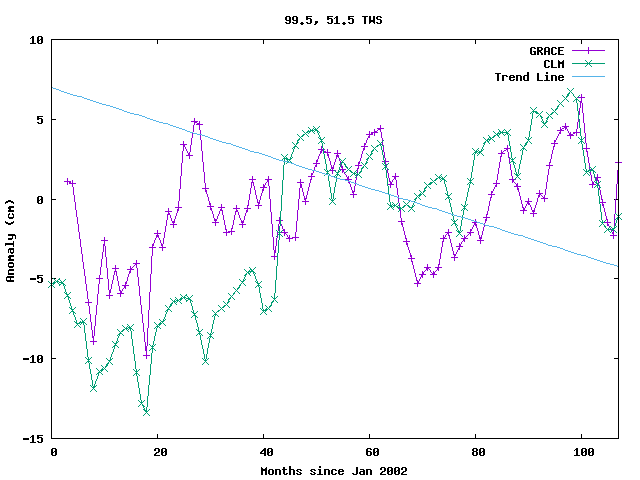 99.5, 51.5 TWS
GRACE
CLM
Trend Line
10
5
0
-5
-10
-15
Anomaly (cm)
0 20 40 60 80 100
Months since Jan 2002